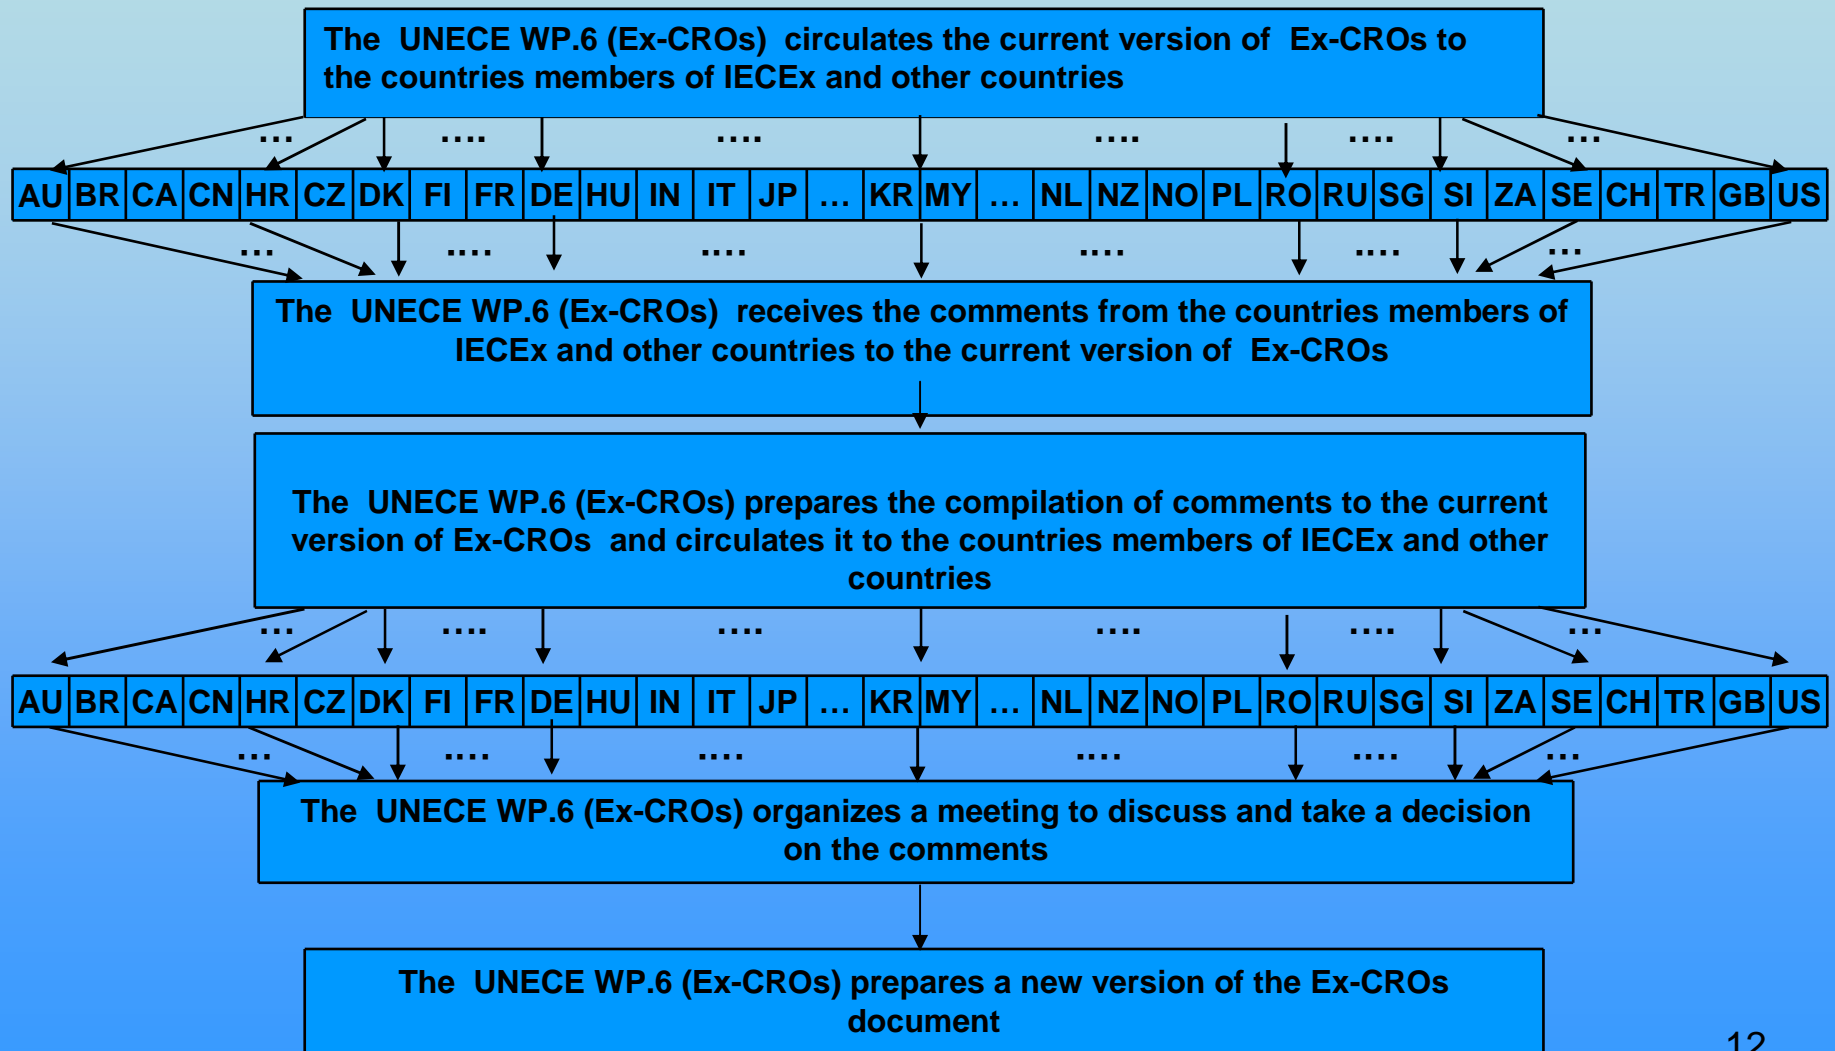 The UNECE WP.6 (Ex-CROs) circulates the current version of Ex-CROs to
the countries members of IECEx and other countries
… …. …. …. …. …. …
AU BR CA CN HR CZ DK FI FR DE HU IN IT JP … KR MY … NL NZ NO PL RO RU SG SI ZA SE CH TR GB US
… …. …. …. …. …
The UNECE WP.6 (Ex-CROs) receives the comments from the countries members of
IECEx and other countries to the current version of Ex-CROs
The UNECE WP.6 (Ex-CROs) prepares the compilation of comments to the current
version of Ex-CROs and circulates it to the countries members of IECEx and other
countries
… …. …. …. …. …
AU BR CA CN HR CZ DK FI FR DE HU IN IT JP … KR MY … NL NZ NO PL RO RU SG SI ZA SE CH TR GB US
… …. …. …. …. …
The UNECE WP.6 (Ex-CROs) organizes a meeting to discuss and take a decision
on the comments
The UNECE WP.6 (Ex-CROs) prepares a new version of the Ex-CROs
document
12